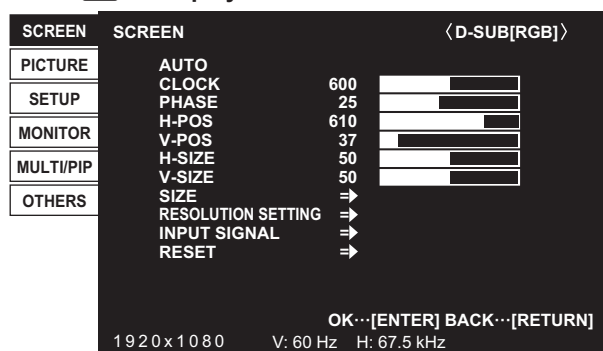 SCREEN
PICTURE
SETUP
MONITOR
MULTI/PIP
OTHERS
SCREEN 〈D-SUB[RGB]〉
AUTO
CLOCK 600
PHASE 25
H-POS 610
V-POS 37
H-SIZE 50
V-SIZE 50
SIZE
RESOLUTION SETTING
INPUT SIGNAL
RESET
OK···[ENTER] BACK···[RETURN]
1920x1080 V: 60 Hz H: 67.5 kHz